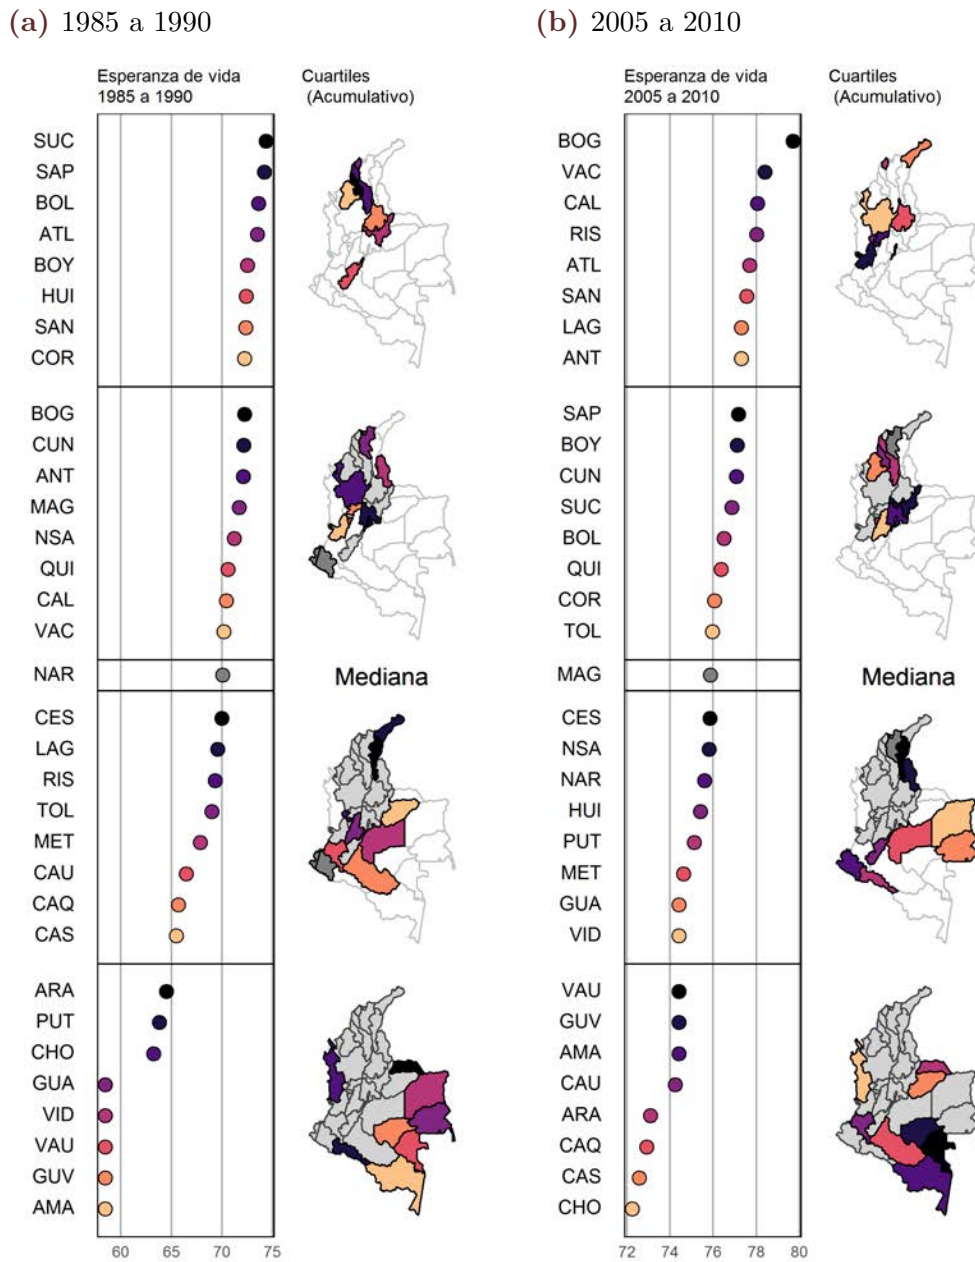 (a) 1985 a 1990
Esperanza de vida
1985 a 1990
Cuartiles
(Acumulativo)
SUC
SAP
BOL
ATL
BOY
HUI
SAN
COR
BOG
CUN
ANT
MAG
NSA
QUI
CAL
VAC
NAR
Mediana
CES
LAG
RIS
TOL
MET
CAU
CAQ
CAS
ARA
PUT
CHO
GUA
VID
VAU
GUV
AMA
60 65 70 75
(b) 2005 a 2010
Esperanza de vida
2005 a 2010
Cuartiles
(Acumulativo)
BOG
VAC
CAL
RIS
ATL
SAN
LAG
ANT
SAP
BOY
CUN
SUC
BOL
QUI
COR
TOL
MAG
Mediana
CES
NSA
NAR
HUI
PUT
MET
GUA
VID
VAU
GUV
AMA
CAU
ARA
CAQ
CAS
CHO
72 74 76 78 80